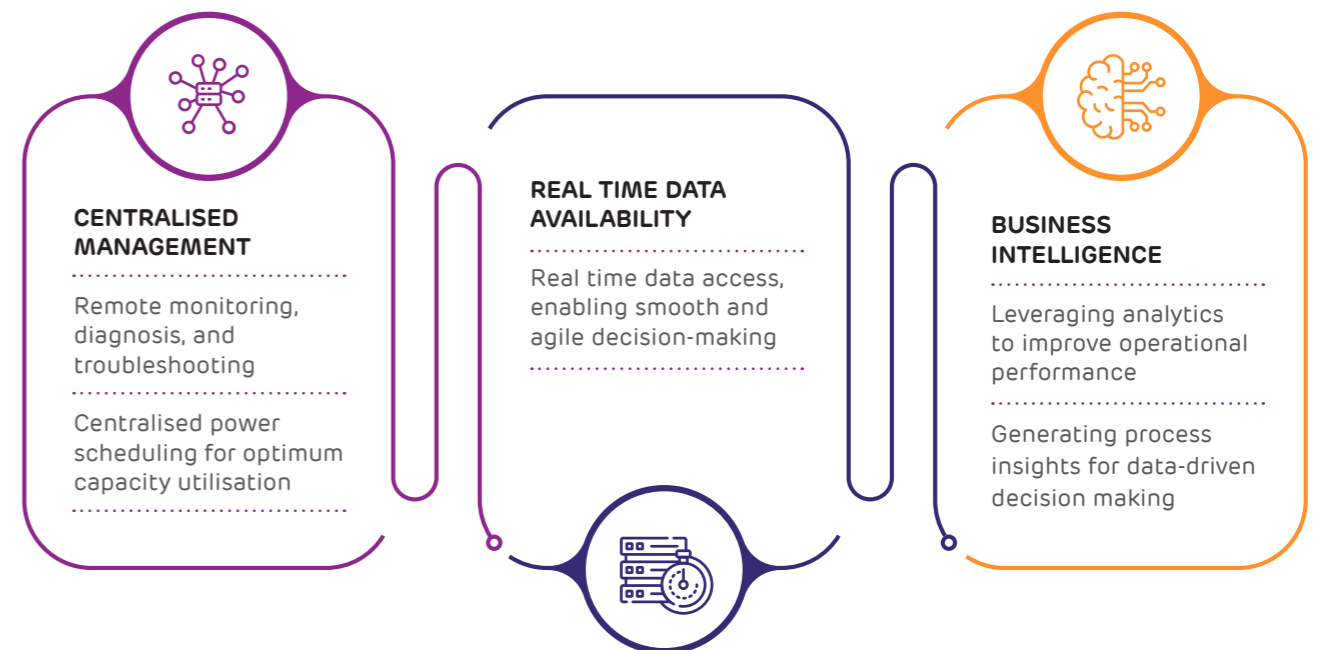 CENTRALISED
MANAGEMENT
Remote monitoring,
diagnosis, and
troubleshooting
Centralised power
scheduling for optimum
capacity utilisation
REAL TIME DATA
AVAILABILITY
Real time data access,
enabling smooth and
agile decision-making
BUSINESS
INTELLIGENCE
Leveraging analytics
to improve operational
performance
Generating process
insights for data-driven
decision making